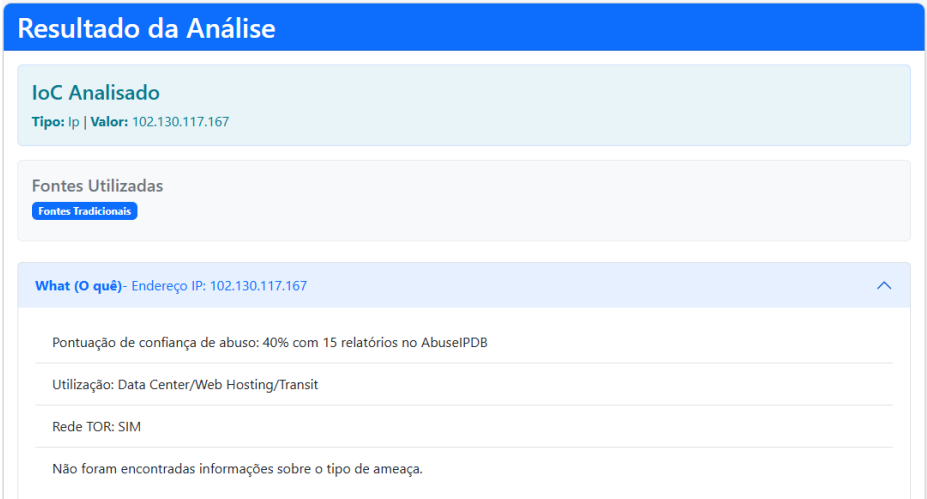 Resultado da Análise
IoC Analisado
Tipo: Ip | Valor: 102.130.117.167
Fontes Utilizadas
Fontes Tradicionais
What (O quê)- Endereço IP: 102.130.117.167
Pontuação de confiança de abuso: 40% com 15 relatórios no AbuseIPDB
Utilização: Data Center/Web Hosting/Transit
Rede TOR: SIM
Não foram encontradas informações sobre o tipo de ameaça.